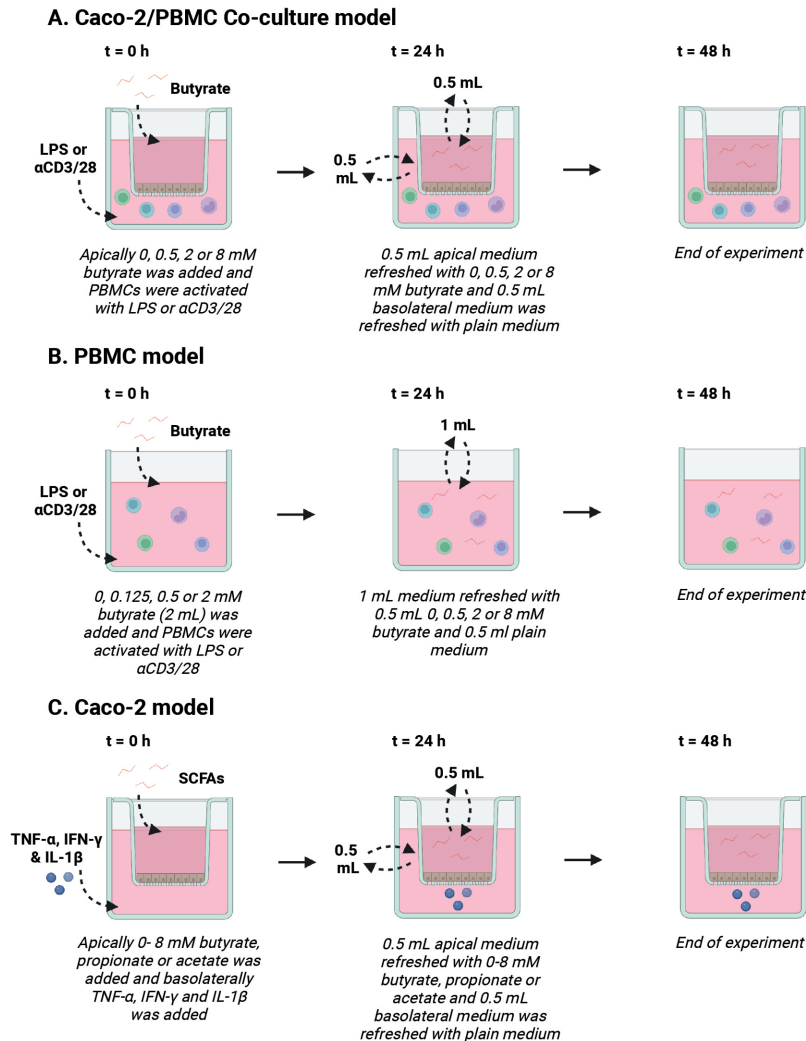 A. Caco-2/PBMC Co-culture model
t = 0 h
t = 24 h
t = 48 h
Butyrate
0.5 mL
LPS or
αCD3/28
0.5
mL
Apically 0, 0.5, 2 or 8 mM
butyrate was added and
PBMCs were activated
with LPS or αCD3/28
0.5 mL apical medium
refreshed with 0, 0.5, 2 or 8
mM butyrate and 0.5 mL
basolateral medium was
refreshed with plain medium
End of experiment
B. PBMC model
t = 0 h
t = 24 h
t = 48 h
Butyrate
1 mL
LPS or
αCD3/28
0, 0.125, 0.5 or 2 mM
butyrate (2 mL) was
added and PBMCs were
activated with LPS or
αCD3/28
1 mL medium refreshed with
0.5 mL 0, 0.5, 2 or 8 mM
butyrate and 0.5 ml plain
medium
End of experiment
C. Caco-2 model
t = 0 h
t = 24 h
t = 48 h
SCFAs
0.5 mL
TNF-α, IFN-γ
& IL-1β
0.5
mL
Apically 0- 8 mM butyrate,
propionate or acetate was
added and basolaterally
TNF-α, IFN-γ and IL-1β
was added
0.5 mL apical medium
refreshed with 0-8 mM
butyrate, propionate or
acetate and 0.5 mL
basolateral medium was
refreshed with plain medium
End of experiment